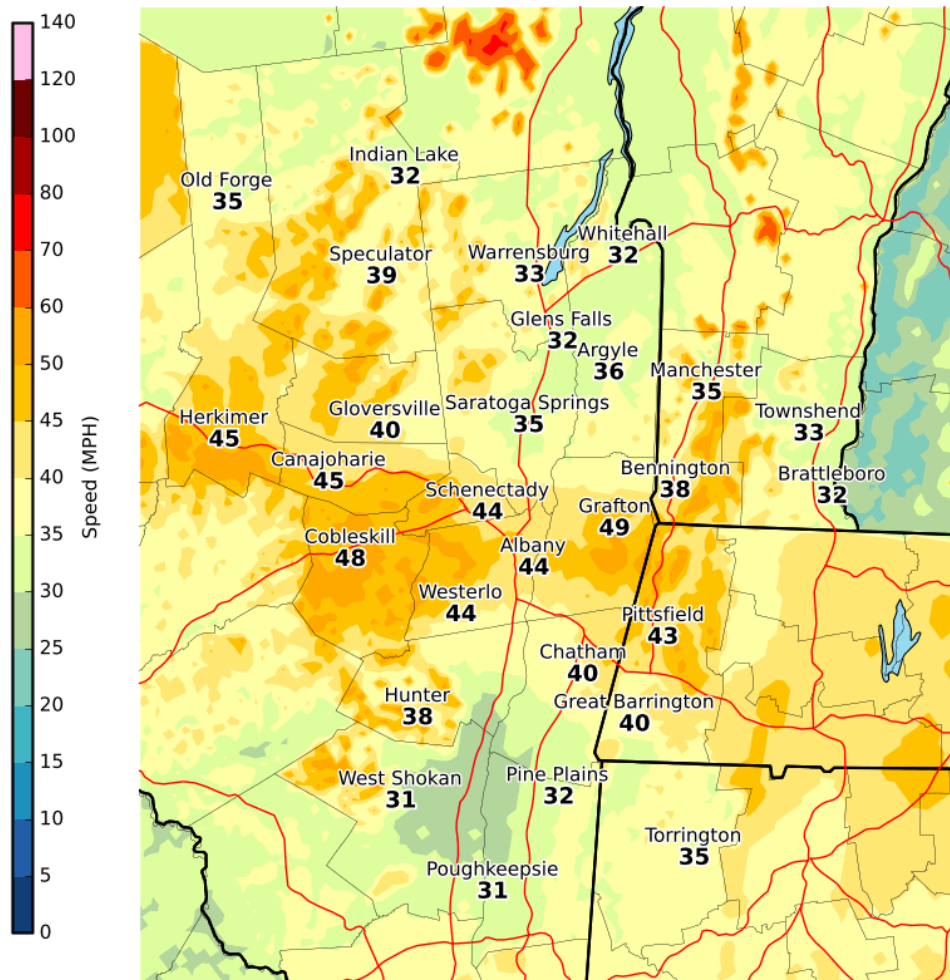 140
120
100
80
70
60
50
45
40
35
30
25
20
15
10
5
0
Speed (MPH)
Indian Lake
32
Old Forge
35
Whitehall
32
Speculator
39
Warrensburg
33
Glens Falls
32
Argyle
36
Manchester
35
Saratoga Springs
35
Gloversville
40
Townshend
33
Herkimer
45
Canajoharie
45
Bennington
38
Brattleboro
32
Schenectady
44
Grafton
49
Cobleskill
48
Albany
44
Westerlo
44
Pittsfield
43
Chatham
40
Hunter
38
Great Barrington
40
West Shokan
31
Pine Plains
32
Torrington
35
Poughkeepsie
31